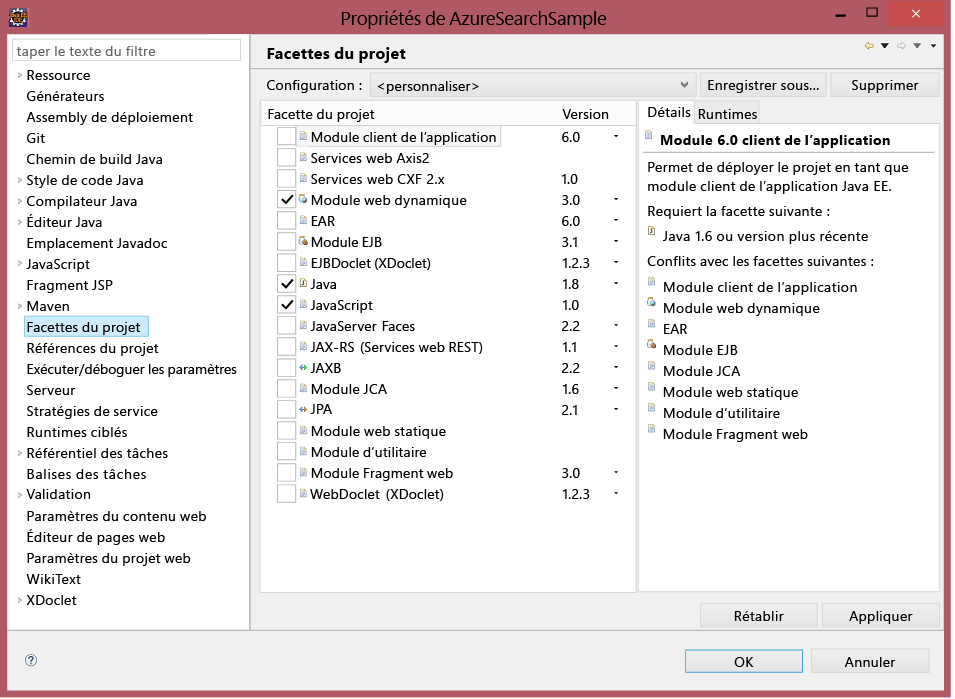 Propriétés de AzureSearchSample
taper le texte du filtre
Ressource
Générateurs
Assembly de déploiement
Git
Chemin de build Java
Style de code Java
Compilateur Java
Éditeur Java
Emplacement Javadoc
JavaScript
Fragment JSP
Maven
Facettes du projet
Références du projet
Exécuter/déboguer les paramètres
Serveur
Stratégies de service
Runtimes ciblés
Référentiel des tâches
Balises des tâches
Validation
Paramètres du contenu web
Éditeur de pages web
Paramètres du projet web
WikiText
XDoclet
Facettes du projet
Configuration : <personnaliser> Enregistrer sous... Supprimer
Facette du projet Version
Module client de l’application 6.0
Services web Axis2
Services web CXF 2.x 1.0
Module web dynamique 3.0
EAR 6.0
Module EJB 3.1
EJBDoclet (XDoclet) 1.2.3
Java 1.8
JavaScript 1.0
JavaServer Faces 2.2
JAX-RS (Services web REST) 1.1
JAXB 2.2
Module JCA 1.6
JPA 2.1
Module web statique
Module d’utilitaire
Module Fragment web 3.0
WebDoclet (XDoclet) 1.2.3
Détails Runtimes
Module 6.0 client de l’application
Permet de déployer le projet en tant que
module client de l’application Java EE.
Requiert la facette suivante :
Java 1.6 ou version plus récente
Conflits avec les facettes suivantes :
Module client de l’application
Module web dynamique
EAR
Module EJB
Module JCA
Module web statique
Module d’utilitaire
Module Fragment web
Rétablir Appliquer
OK Annuler